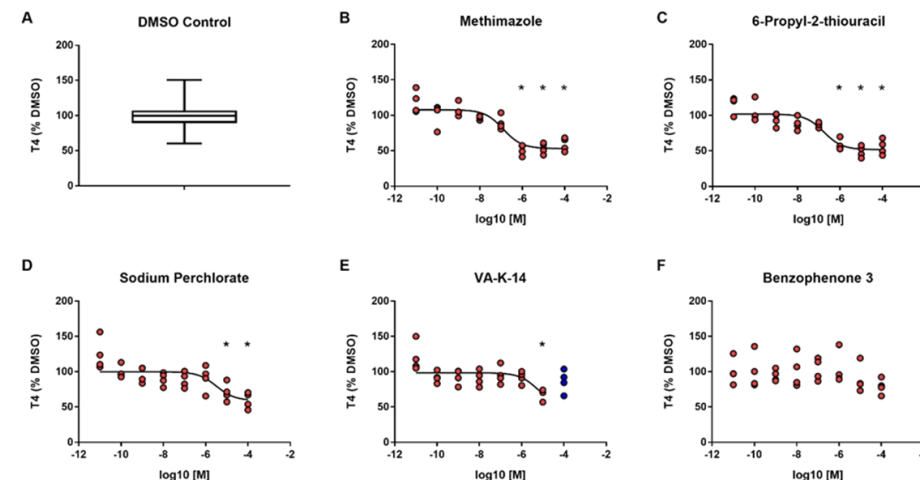 A
DMSO Control
T4 (% DMSO)
200
150
100
50
0
B
Methimazole
T4 (% DMSO)
200
150
100
50
0
-12 -10 -8 -6 -4 -2
log10 [M]
* * *
C
6-Propyl-2-thiouracil
T4 (% DMSO)
200
150
100
50
0
-12 -10 -8 -6 -4
log10 [M]
* * *
D
Sodium Perchlorate
T4 (% DMSO)
200
150
100
50
0
-12 -10 -8 -6 -4 -2
log10 [M]
* *
E
VA-K-14
T4 (% DMSO)
200
150
100
50
0
-12 -10 -8 -6 -4 -2
log10 [M]
*
F
Benzophenone 3
T4 (% DMSO)
200
150
100
50
0
-12 -10 -8 -6 -4
log10 [M]